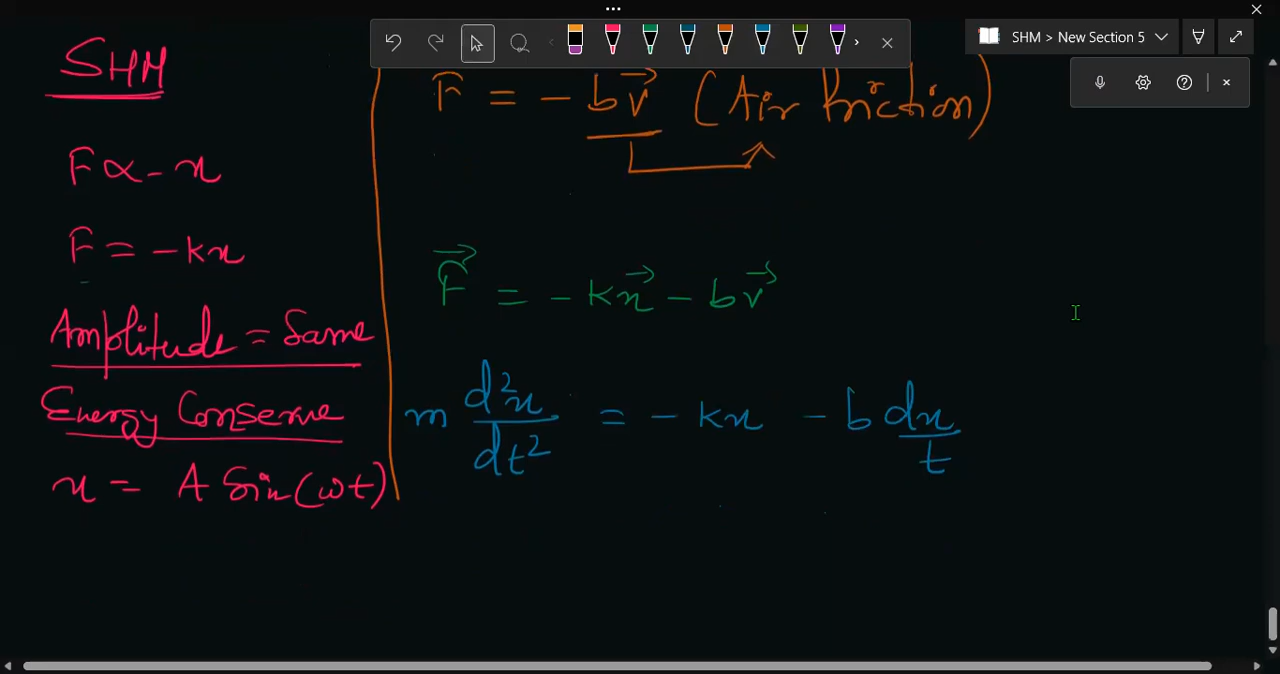 SHM > New Section 5
SHM
F ∝ - x
F = -kx
Amplitude = Same
Energy Conserve
x = A Sin(ωt)
F = - bv⃗ (Air friction)
F⃗ = - kx⃗ - bv⃗
m d²x/dt² = - kx - b dx/t